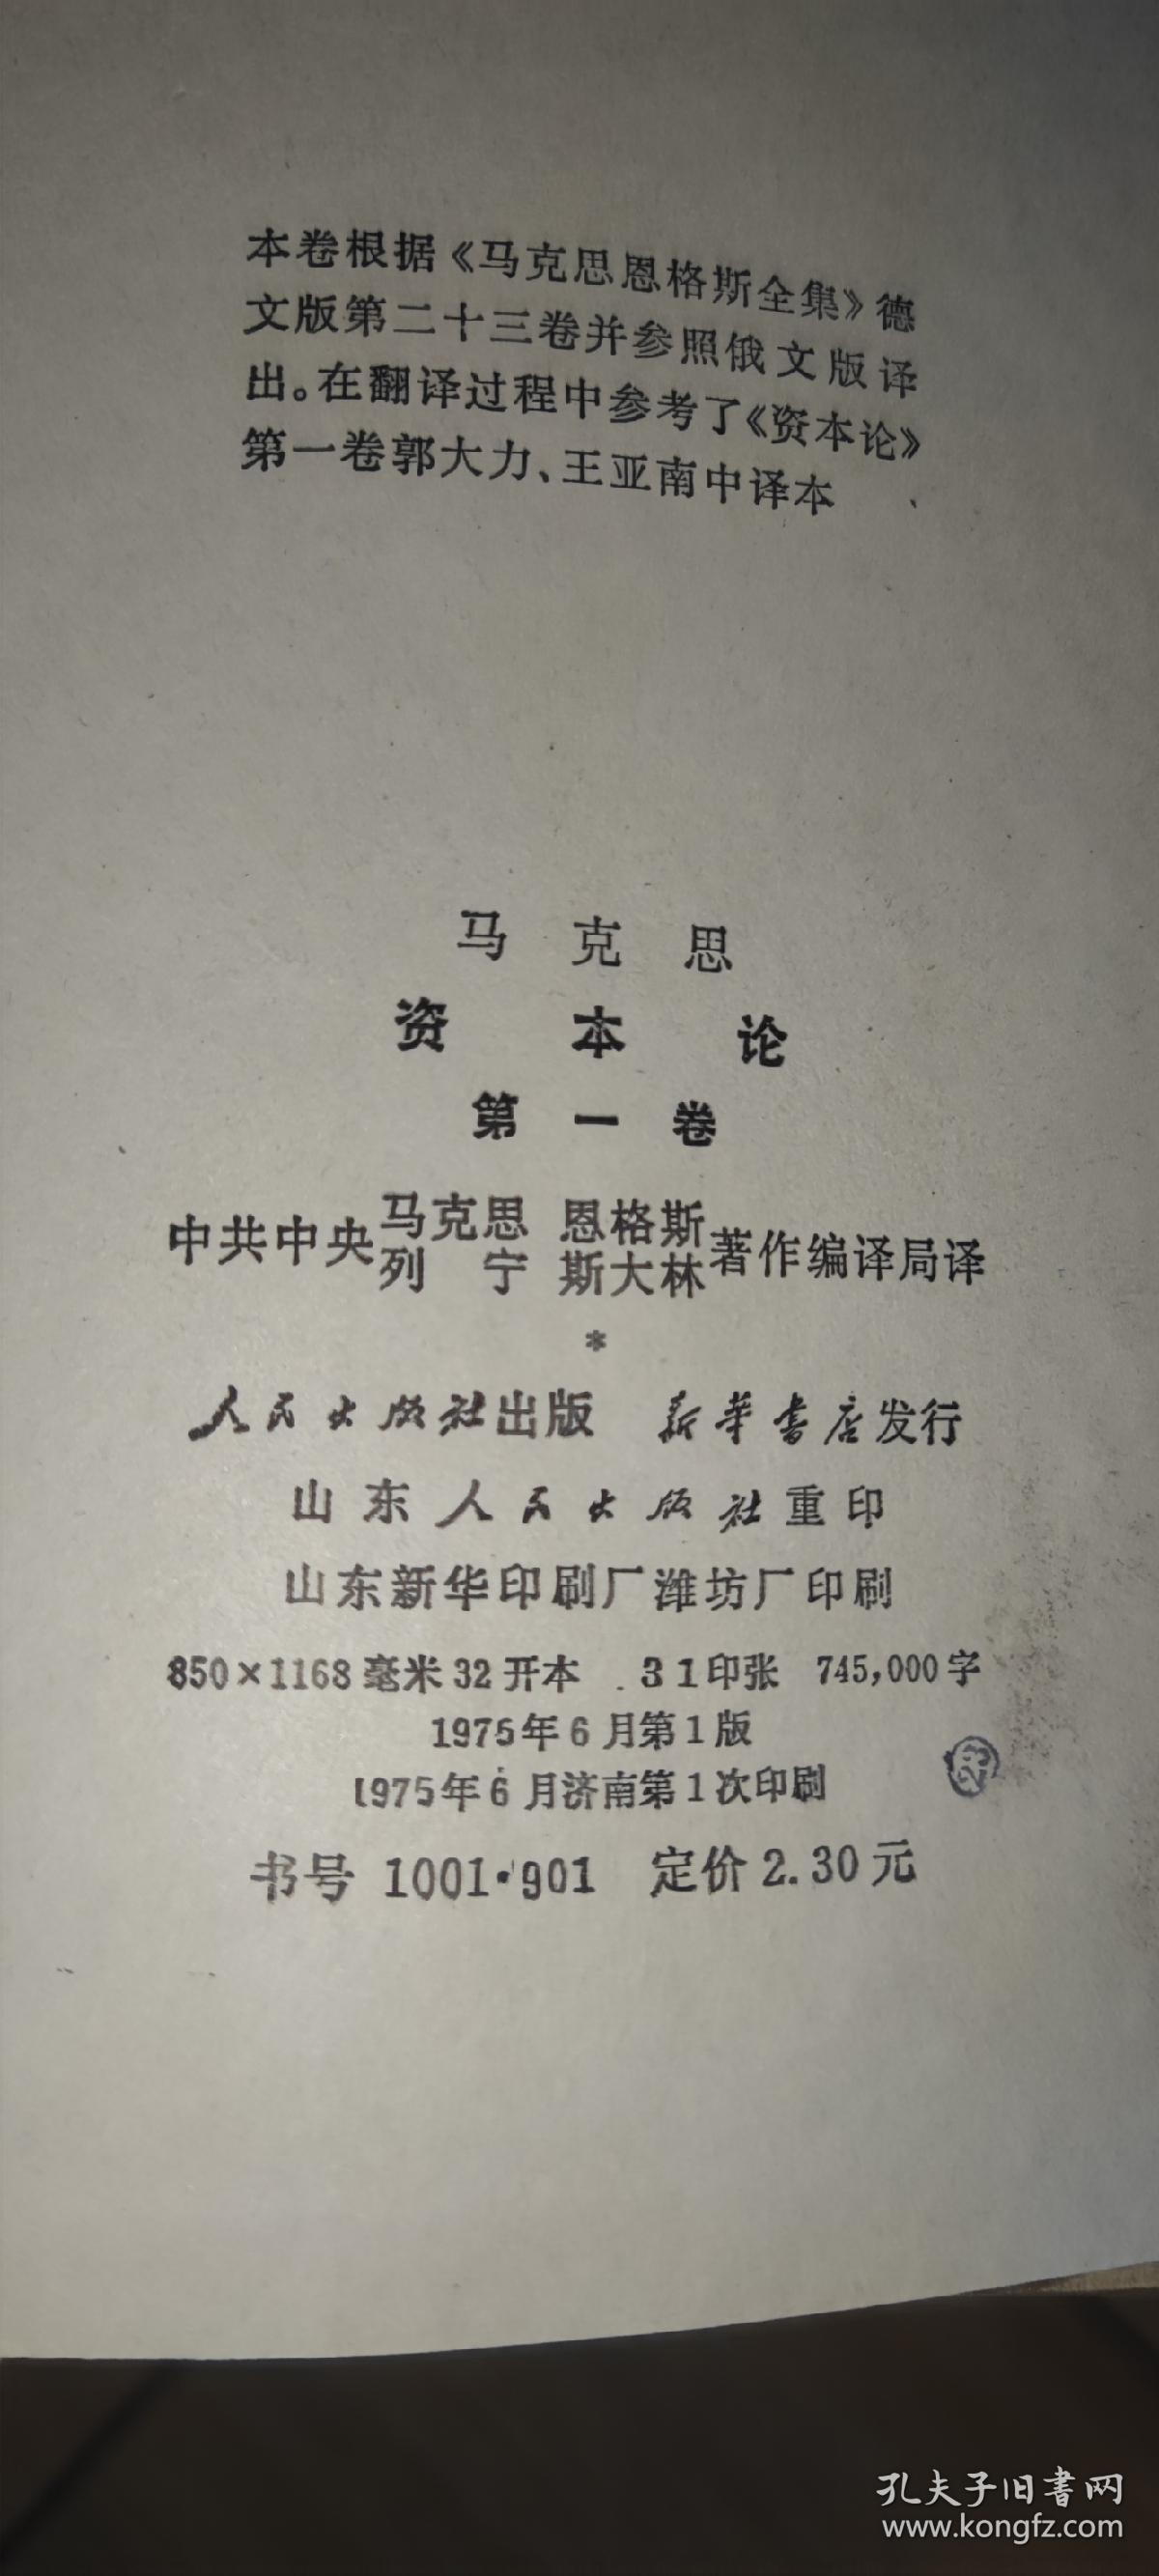 本卷根据《马克思恩格斯全集》德
文版第二十三卷并参照俄文版译
出。在翻译过程中参考了《资本论》
第一卷郭大力、王亚南中译本
马克思
资本论
第一卷
中共中央马克思 恩格斯著作编译局译
列宁 斯大林
*
人民出版社出版 新华书店发行
山东人民出版社重印
山东新华印刷厂潍坊厂印刷
850×1168毫米32开本 31印张 745,000字
1975年6月第1版
1975年6月济南第1次印刷
书号 1001·901 定价2.30元
孔夫子旧书网
www.kongfz.com